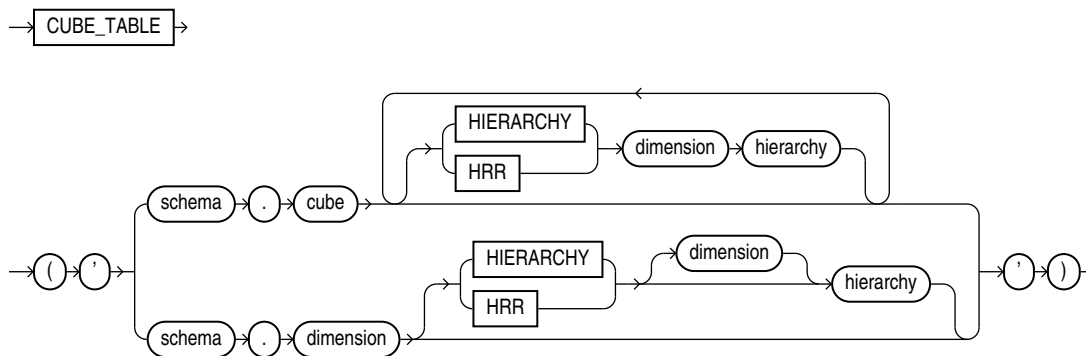 CUBE_TABLE
HIERARCHY
HRR
dimension hierarchy
schema . cube
( '
HIERARCHY
HRR
dimension
hierarchy
' )
schema . dimension